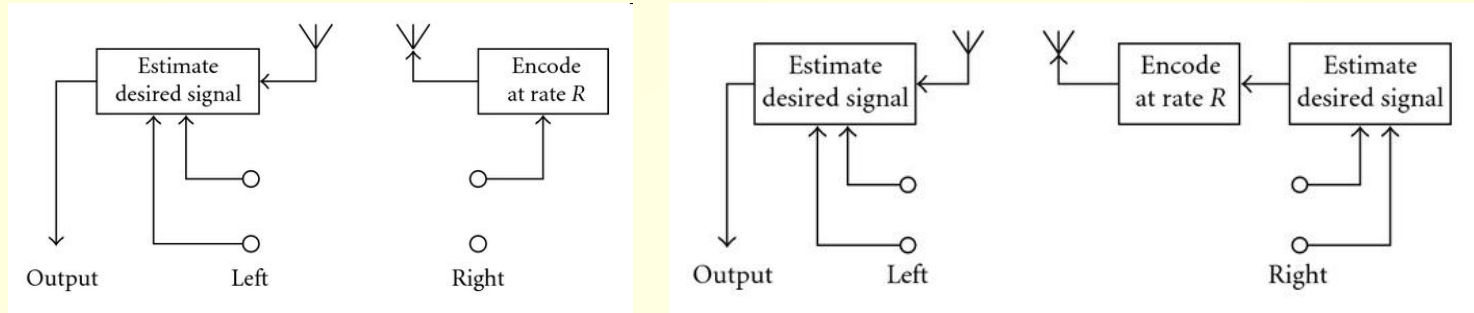 Estimate
desired signal
Encode
at rate R
Output
Left
Right
Estimate
desired signal
Encode
at rate R
Estimate
desired signal
Output
Left
Right